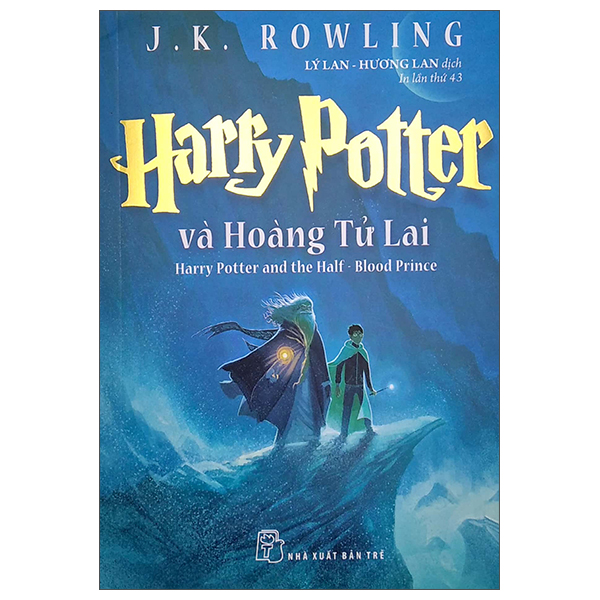 J.K. ROWLING
LÝ LAN - HƯƠNG LAN dịch
In lần thứ 43
Harry Potter
và Hoàng Tử Lai
Harry Potter and the Half - Blood Prince
NHÀ XUẤT BẢN TRẺ